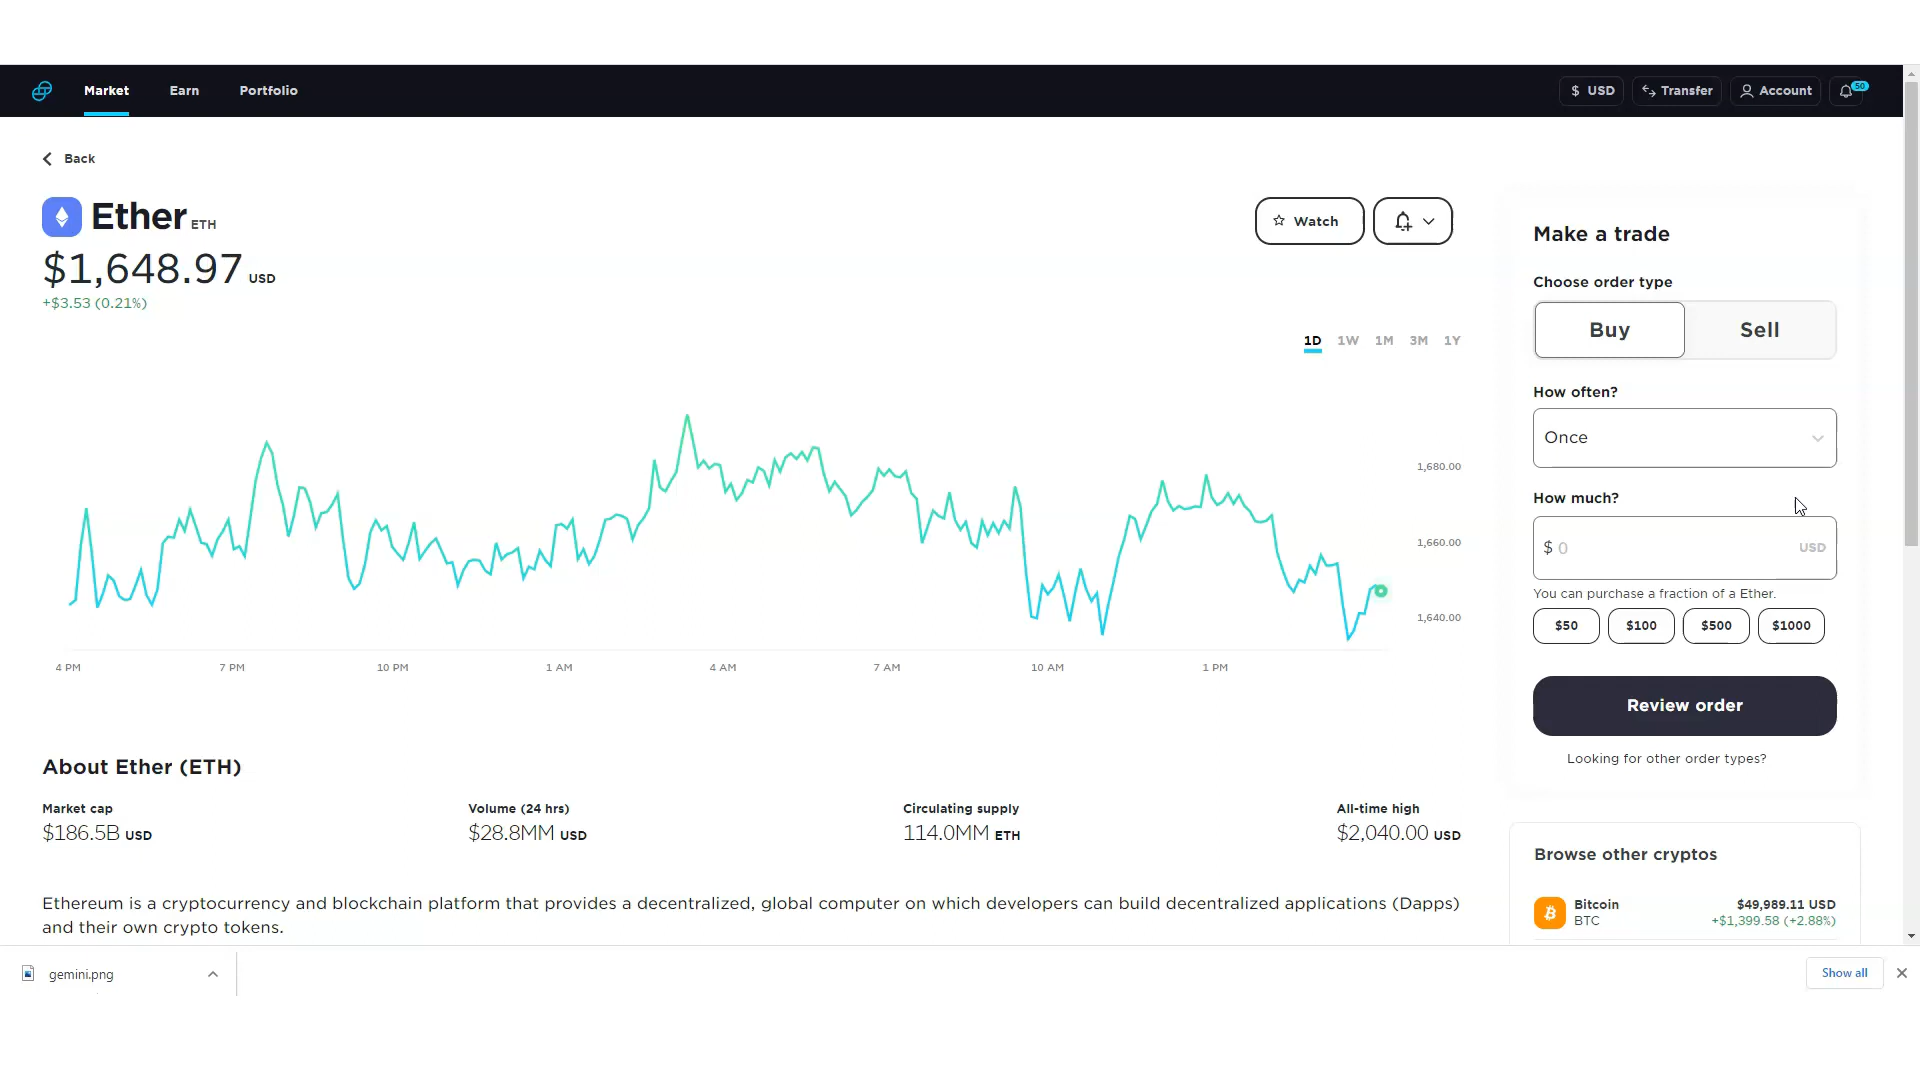 Market Earn Portfolio $ USD Transfer Account 50
Back
Ether ETH
$1,648.97 USD
+$3.53 (0.21%)
Watch
1D 1W 1M 3M 1Y
1,680.00
1,660.00
1,640.00
4 PM 7 PM 10 PM 1 AM 4 AM 7 AM 10 AM 1 PM
Make a trade
Choose order type
Buy Sell
How often?
Once
How much?
$ 0 USD
You can purchase a fraction of a Ether.
$50 $100 $500 $1000
Review order
Looking for other order types?
About Ether (ETH)
Market cap Volume (24 hrs) Circulating supply All-time high
$186.5B USD $28.8MM USD 114.0MM ETH $2,040.00 USD
Ethereum is a cryptocurrency and blockchain platform that provides a decentralized, global computer on which developers can build decentralized applications (Dapps)
and their own crypto tokens.
Browse other cryptos
Bitcoin $49,989.11 USD
BTC +$1,399.58 (+2.88%)
gemini.png Show all